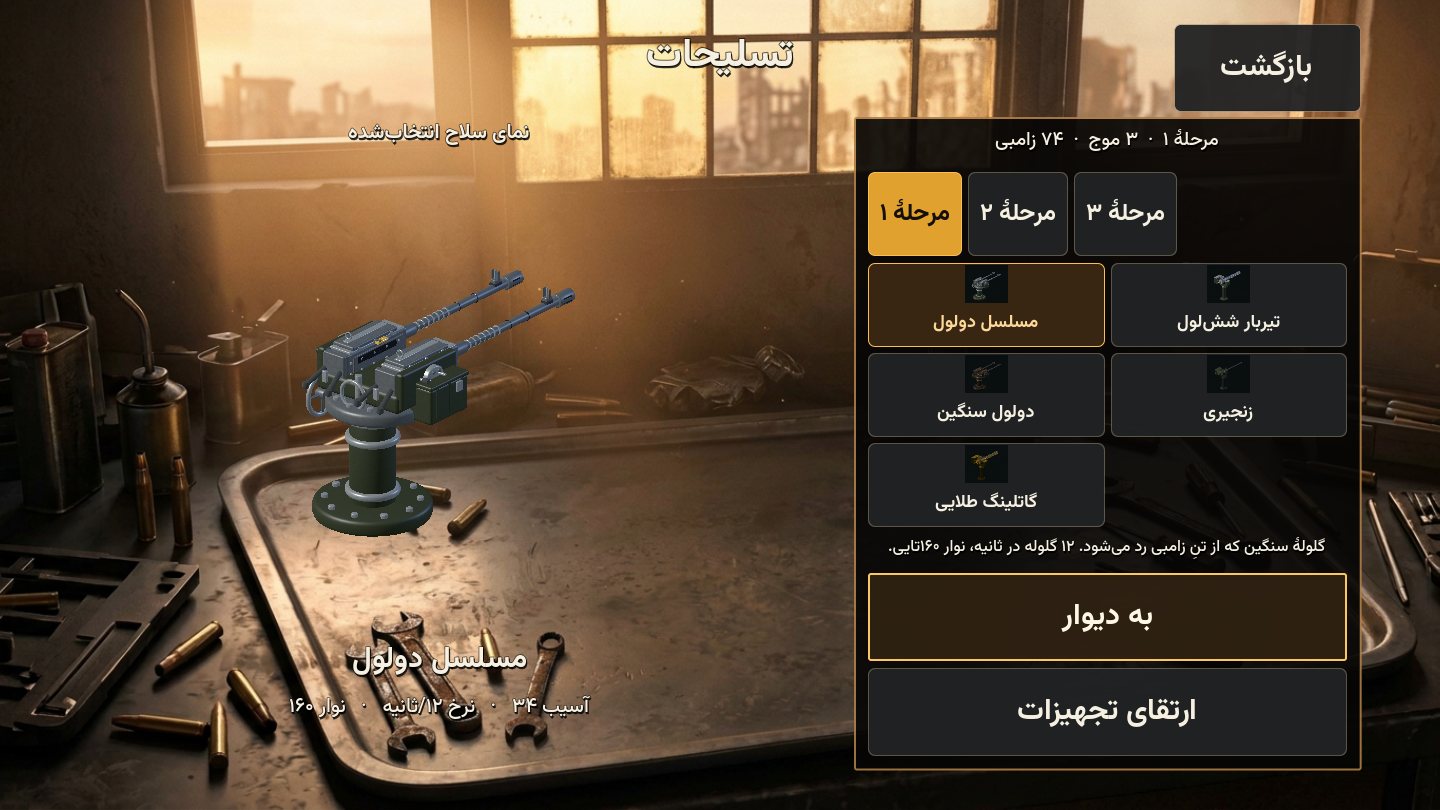 بازگشت
تسلیحات
نمای سلاح انتخاب‌شده
مرحلهٔ ۱ · ۳ موج · ۷۴ زامبی
مرحلهٔ ۱
مرحلهٔ ۲
مرحلهٔ ۳
تیربار شش‌لول
مسلسل دولول
زنجیری
دولول سنگین
گاتلینگ طلایی
گلولهٔ سنگین که از تنِ زامبی رد می‌شود. ۱۲ گلوله در ثانیه، نوار ۱۶۰تایی.
به دیوار
ارتقای تجهیزات
مسلسل دولول
آسیب ۳۴ · نرخ ۱۲/ثانیه · نوار ۱۶۰